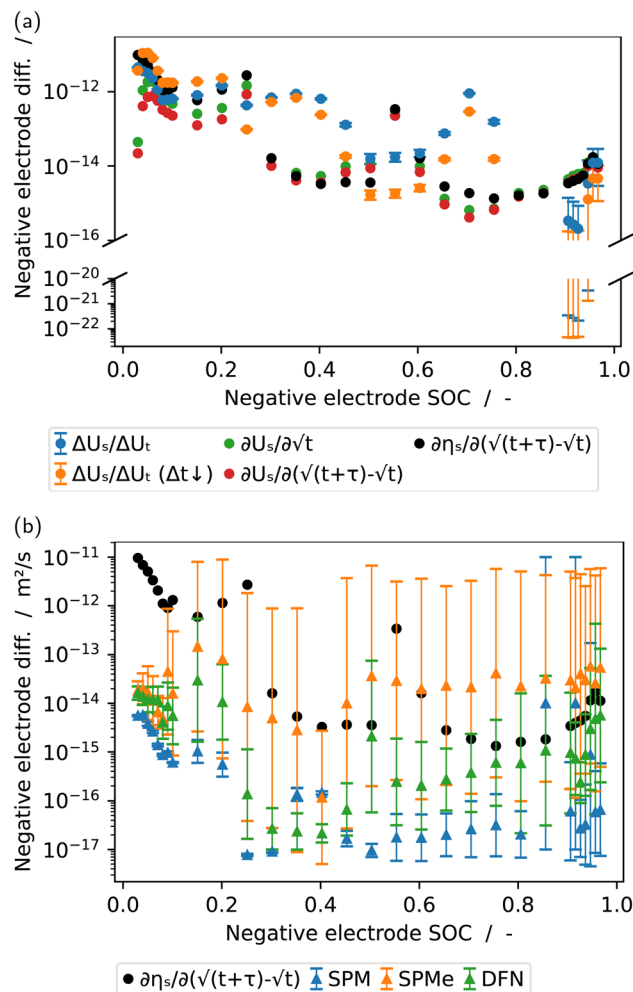 (a)
Negative electrode diff. /
10⁻¹²
10⁻¹⁴
10⁻¹⁶
10⁻²⁰
10⁻²¹
10⁻²²
0.0 0.2 0.4 0.6 0.8 1.0
Negative electrode SOC / -
ΔUₛ/ΔUₜ ∂Uₛ/∂√t ∂ηₛ/∂(√(t+τ)-√t)
ΔUₛ/ΔUₜ (Δt↓) ∂Uₛ/∂(√(t+τ)-√t)
(b)
Negative electrode diff. / m²/s
10⁻¹¹
10⁻¹²
10⁻¹³
10⁻¹⁴
10⁻¹⁵
10⁻¹⁶
10⁻¹⁷
0.0 0.2 0.4 0.6 0.8 1.0
Negative electrode SOC / -
∂ηₛ/∂(√(t+τ)-√t) SPM SPMe DFN